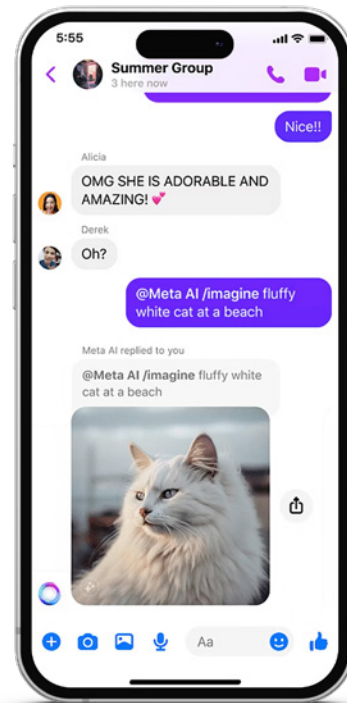 5:55
Summer Group
3 here now
Nice!!
Alicia
OMG SHE IS ADORABLE AND
AMAZING! 💕
Derek
Oh?
@Meta AI /imagine fluffy
white cat at a beach
Meta AI replied to you
@Meta AI /imagine fluffy white
cat at a beach
Aa